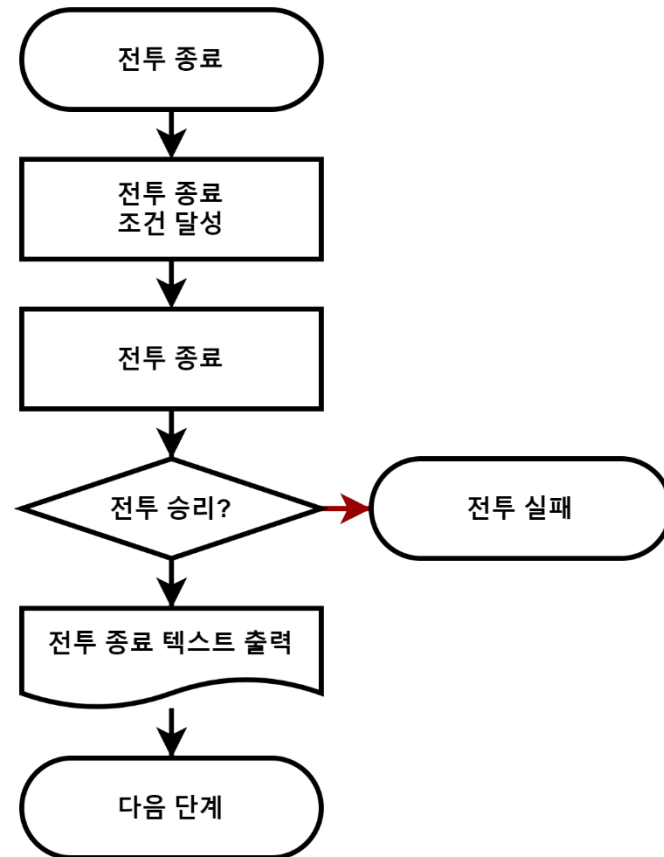 전투 종료
전투 종료
조건 달성
전투 종료
전투 승리?
전투 실패
전투 종료 텍스트 출력
다음 단계